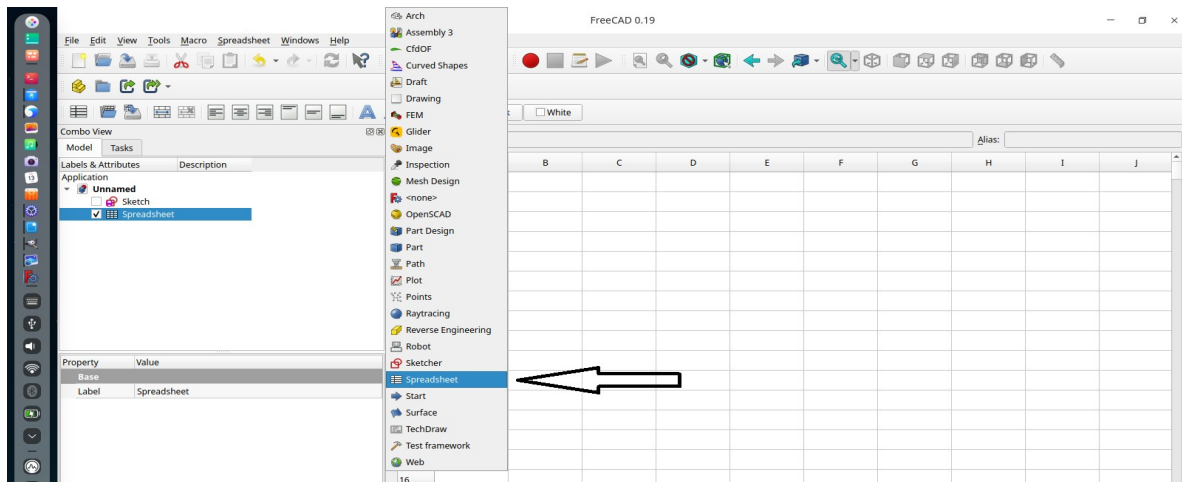 FreeCAD 0.19
File Edit View Tools Macro Spreadsheet Windows Help
White
Combo View
Model Tasks
Alias:
Labels & Attributes Description
Application
Unnamed
Sketch
Spreadsheet
Property Value
Base
Label Spreadsheet
Arch
Assembly 3
CfdOF
Curved Shapes
Draft
Drawing
FEM
Glider
Image
Inspection
Mesh Design
<none>
OpenSCAD
Part Design
Part
Path
Plot
Points
Raytracing
Reverse Engineering
Robot
Sketcher
Spreadsheet
Start
Surface
TechDraw
Test framework
Web
B C D E F G H I J
16